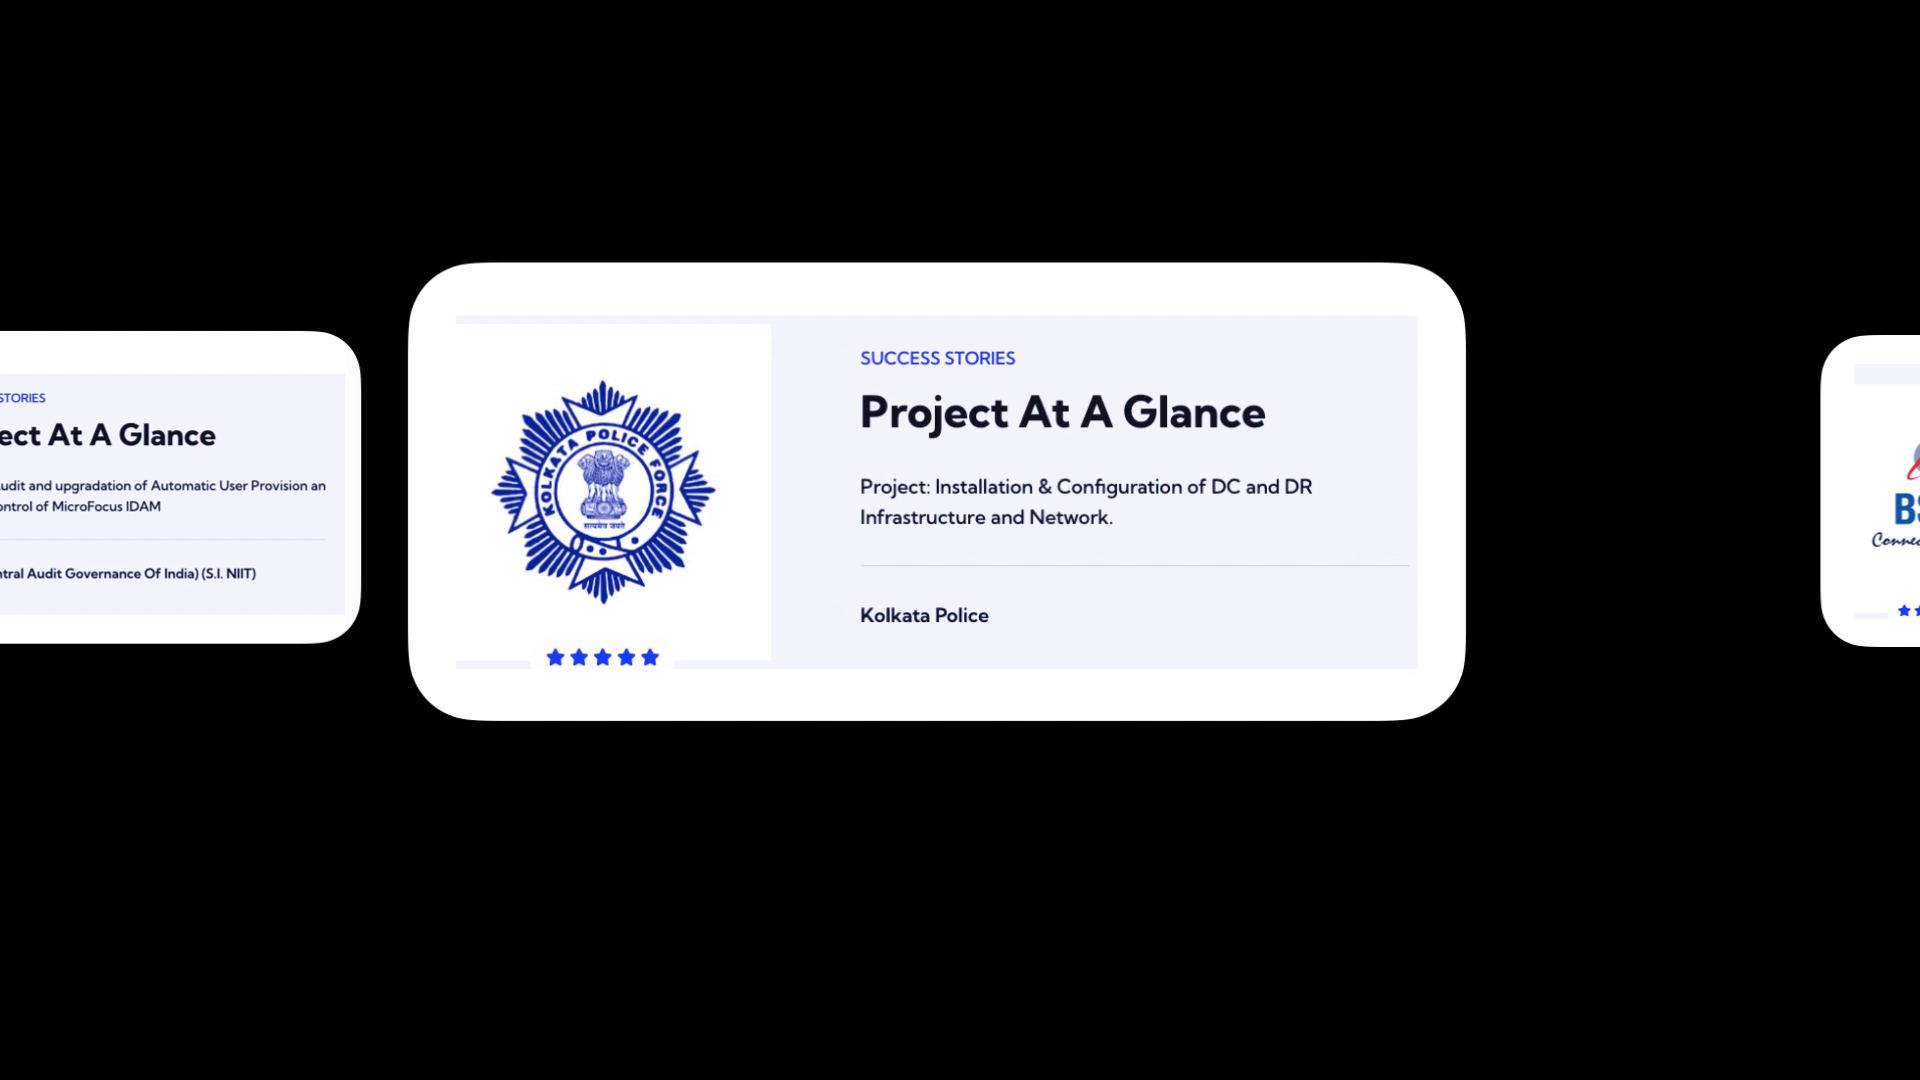 STORIES
ect At A Glance
udit and upgradation of Automatic User Provision an
ontrol of MicroFocus IDAM
ntral Audit Governance Of India) (S.I. NIIT)
KOLKATA POLICE FORCE
सत्यमेव जयते
SUCCESS STORIES
Project At A Glance
Project: Installation & Configuration of DC and DR
Infrastructure and Network.
Kolkata Police
BS
Connec